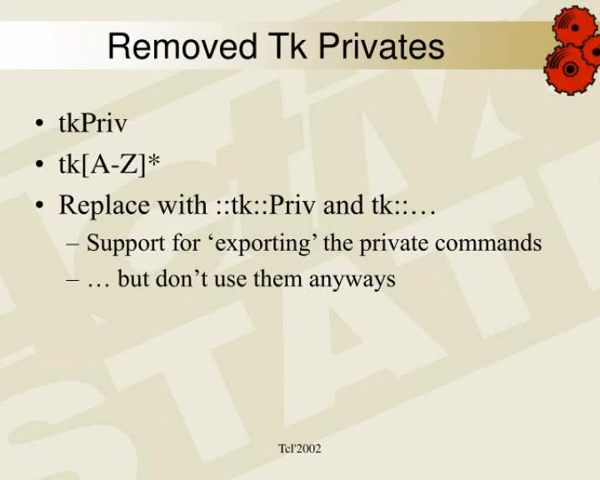 Removed Tk Privates
• tkPriv
• tk[A-Z]*
• Replace with ::tk::Priv and tk::…
– Support for ‘exporting’ the private commands
– … but don’t use them anyways
Tcl'2002